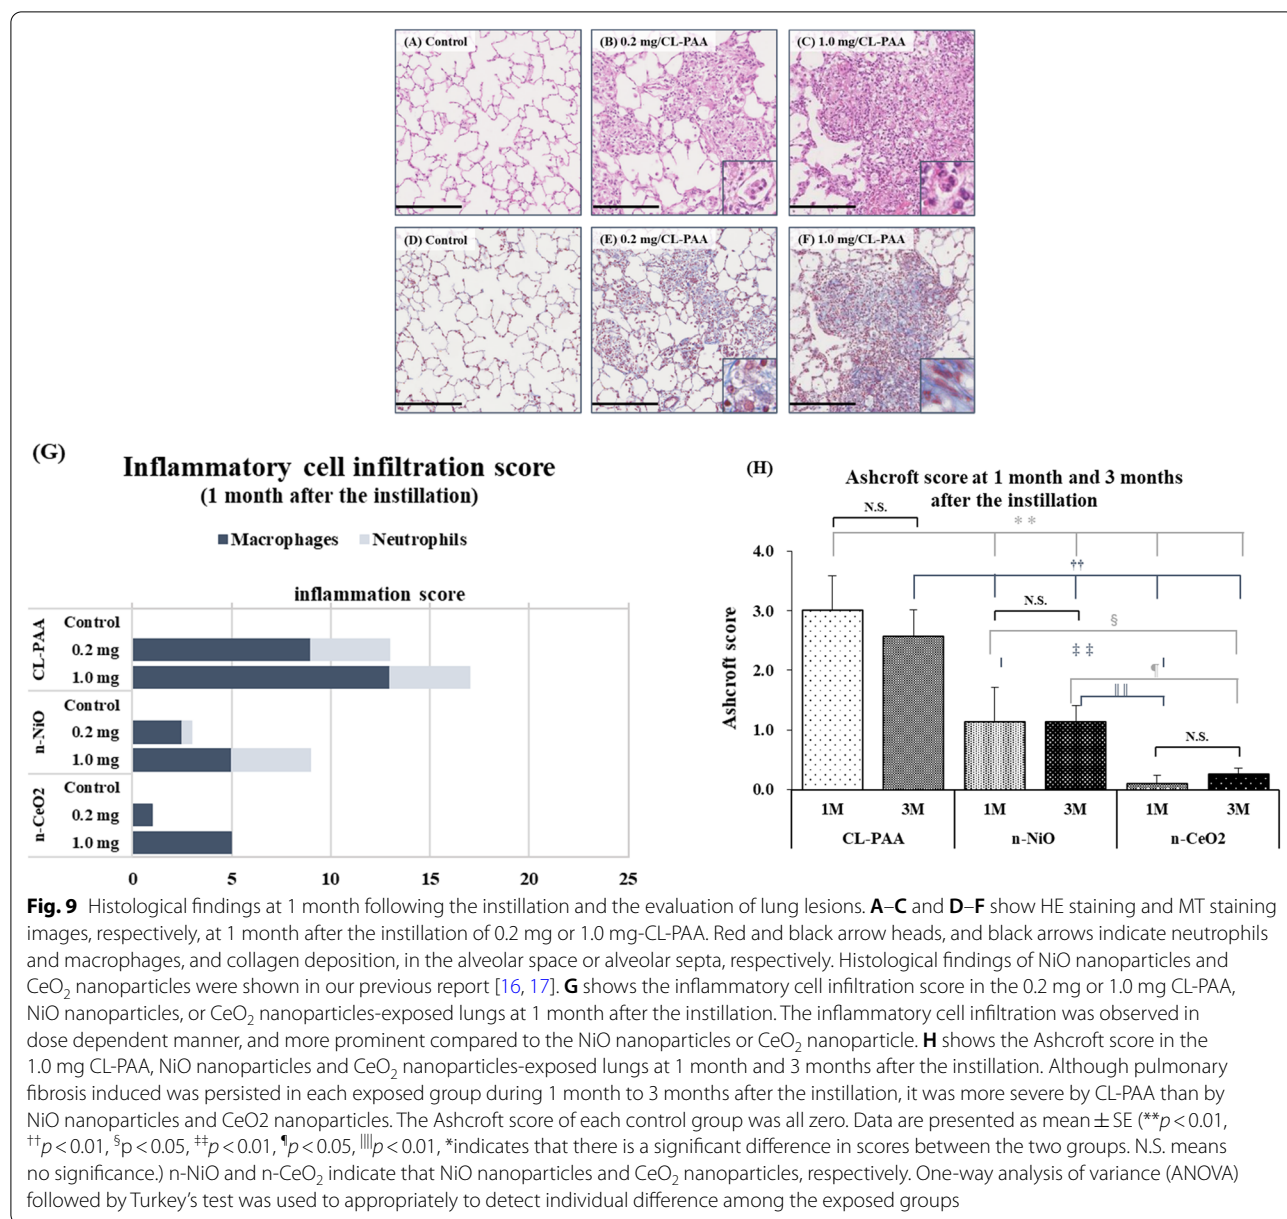 (A) Control
(B) 0.2 mg/CL-PAA
(C) 1.0 mg/CL-PAA
(D) Control
(E) 0.2 mg/CL-PAA
(F) 1.0 mg/CL-PAA
(G)
Inflammatory cell infiltration score
(1 month after the instillation)
Macrophages Neutrophils
inflammation score
CL-PAA
Control
0.2 mg
1.0 mg
n-NiO
Control
0.2 mg
1.0 mg
n-CeO2
Control
0.2 mg
1.0 mg
0 5 10 15 20 25
(H)
Ashcroft score at 1 month and 3 months
after the instillation
N.S.
* *
††
N.S.
§
‡ ‡
¶
‖ ‖
N.S.
Ashcroft score
4.0
3.0
2.0
1.0
0.0
1M 3M 1M 3M 1M 3M
CL-PAA n-NiO n-CeO2
Fig. 9 Histological findings at 1 month following the instillation and the evaluation of lung lesions. A–C and D–F show HE staining and MT staining
images, respectively, at 1 month after the instillation of 0.2 mg or 1.0 mg-CL-PAA. Red and black arrow heads, and black arrows indicate neutrophils
and macrophages, and collagen deposition, in the alveolar space or alveolar septa, respectively. Histological findings of NiO nanoparticles and
CeO₂ nanoparticles were shown in our previous report [16, 17]. G shows the inflammatory cell infiltration score in the 0.2 mg or 1.0 mg CL-PAA,
NiO nanoparticles, or CeO₂ nanoparticles-exposed lungs at 1 month after the instillation. The inflammatory cell infiltration was observed in
dose dependent manner, and more prominent compared to the NiO nanoparticles or CeO₂ nanoparticle. H shows the Ashcroft score in the
1.0 mg CL-PAA, NiO nanoparticles and CeO₂ nanoparticles-exposed lungs at 1 month and 3 months after the instillation. Although pulmonary
fibrosis induced was persisted in each exposed group during 1 month to 3 months after the instillation, it was more severe by CL-PAA than by
NiO nanoparticles and CeO2 nanoparticles. The Ashcroft score of each control group was all zero. Data are presented as mean ± SE (**p < 0.01,
††p < 0.01, §p < 0.05, ‡‡p < 0.01, ¶p < 0.05, ‖‖p < 0.01, *indicates that there is a significant difference in scores between the two groups. N.S. means
no significance.) n-NiO and n-CeO₂ indicate that NiO nanoparticles and CeO₂ nanoparticles, respectively. One-way analysis of variance (ANOVA)
followed by Turkey's test was used to appropriately to detect individual difference among the exposed groups